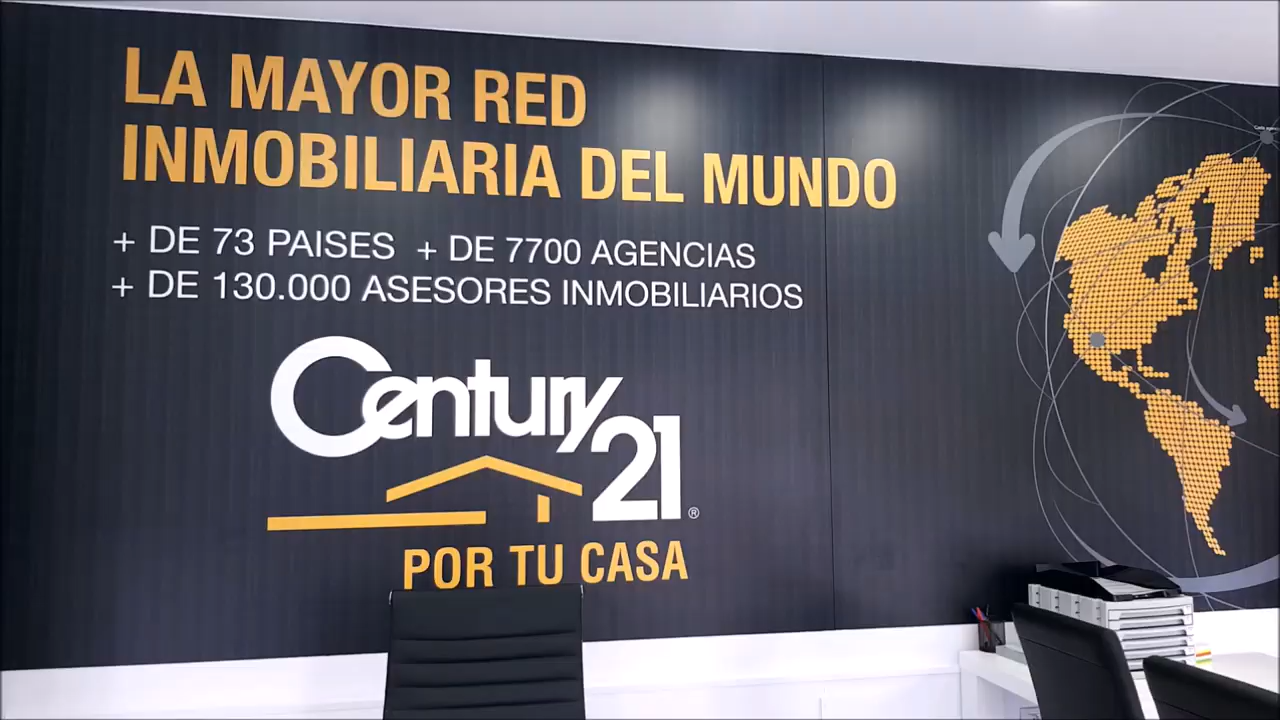 LA MAYOR RED
INMOBILIARIA DEL MUNDO
+ DE 73 PAISES + DE 7700 AGENCIAS
+ DE 130.000 ASESORES INMOBILIARIOS
Century
21®
POR TU CASA